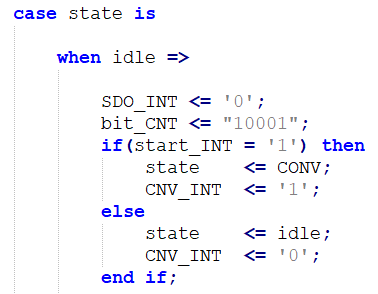 case state is
when idle =>
SDO_INT <= '0';
bit_CNT <= "10001";
if(start_INT = '1') then
state <= CONV;
CNV_INT <= '1';
else
state <= idle;
CNV_INT <= '0';
end if;